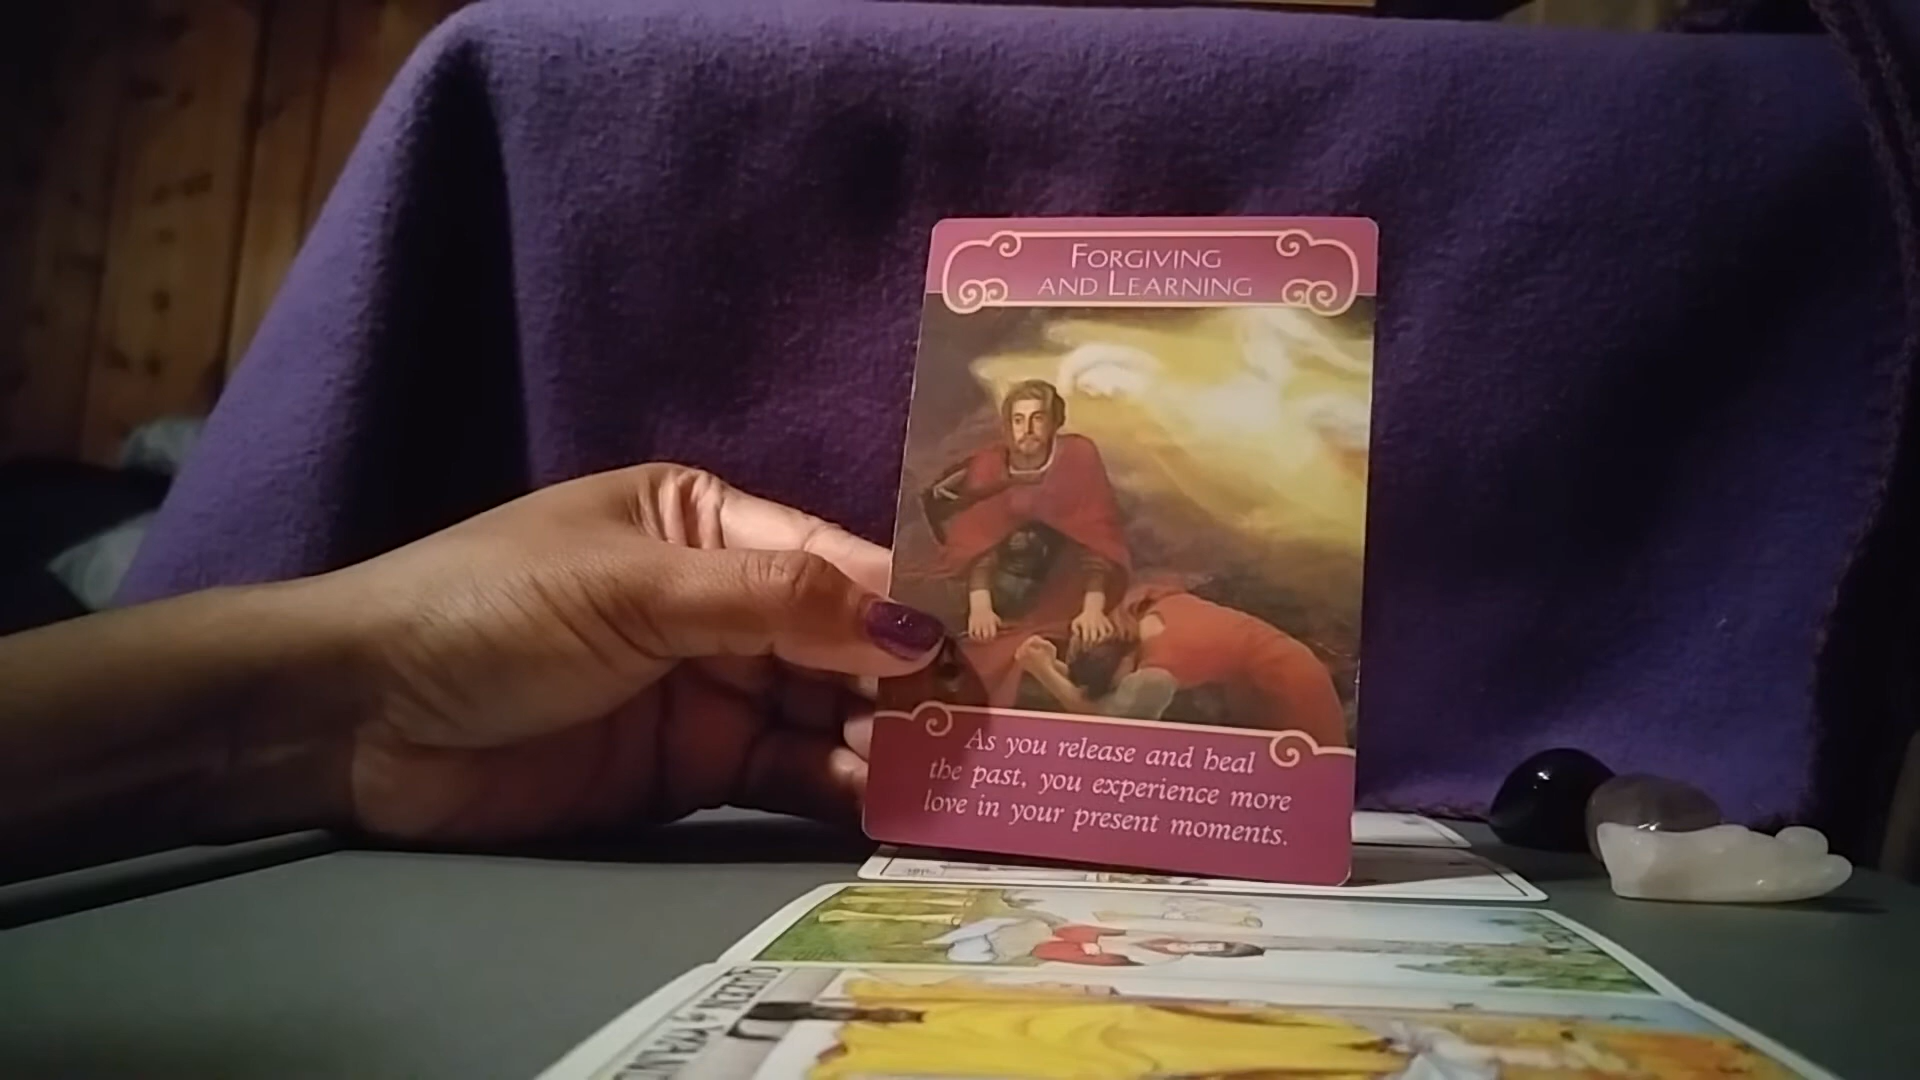 FORGIVING
AND LEARNING
As you release and heal
the past, you experience more
love in your present moments.